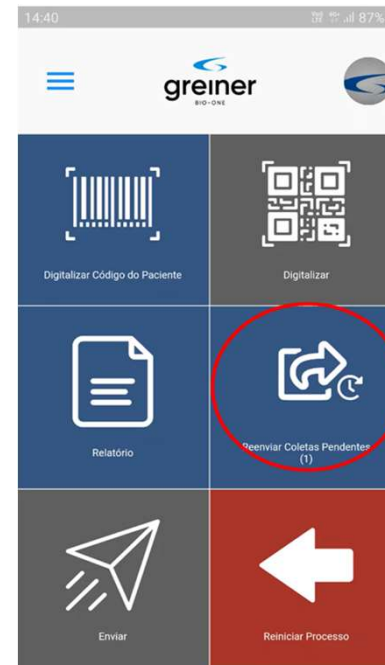 14:40
87%
greiner
BIO-ONE
Digitalizar Código do Paciente
Digitalizar
Relatório
Reenviar Coletas Pendentes
(1)
Enviar
Reiniciar Processo